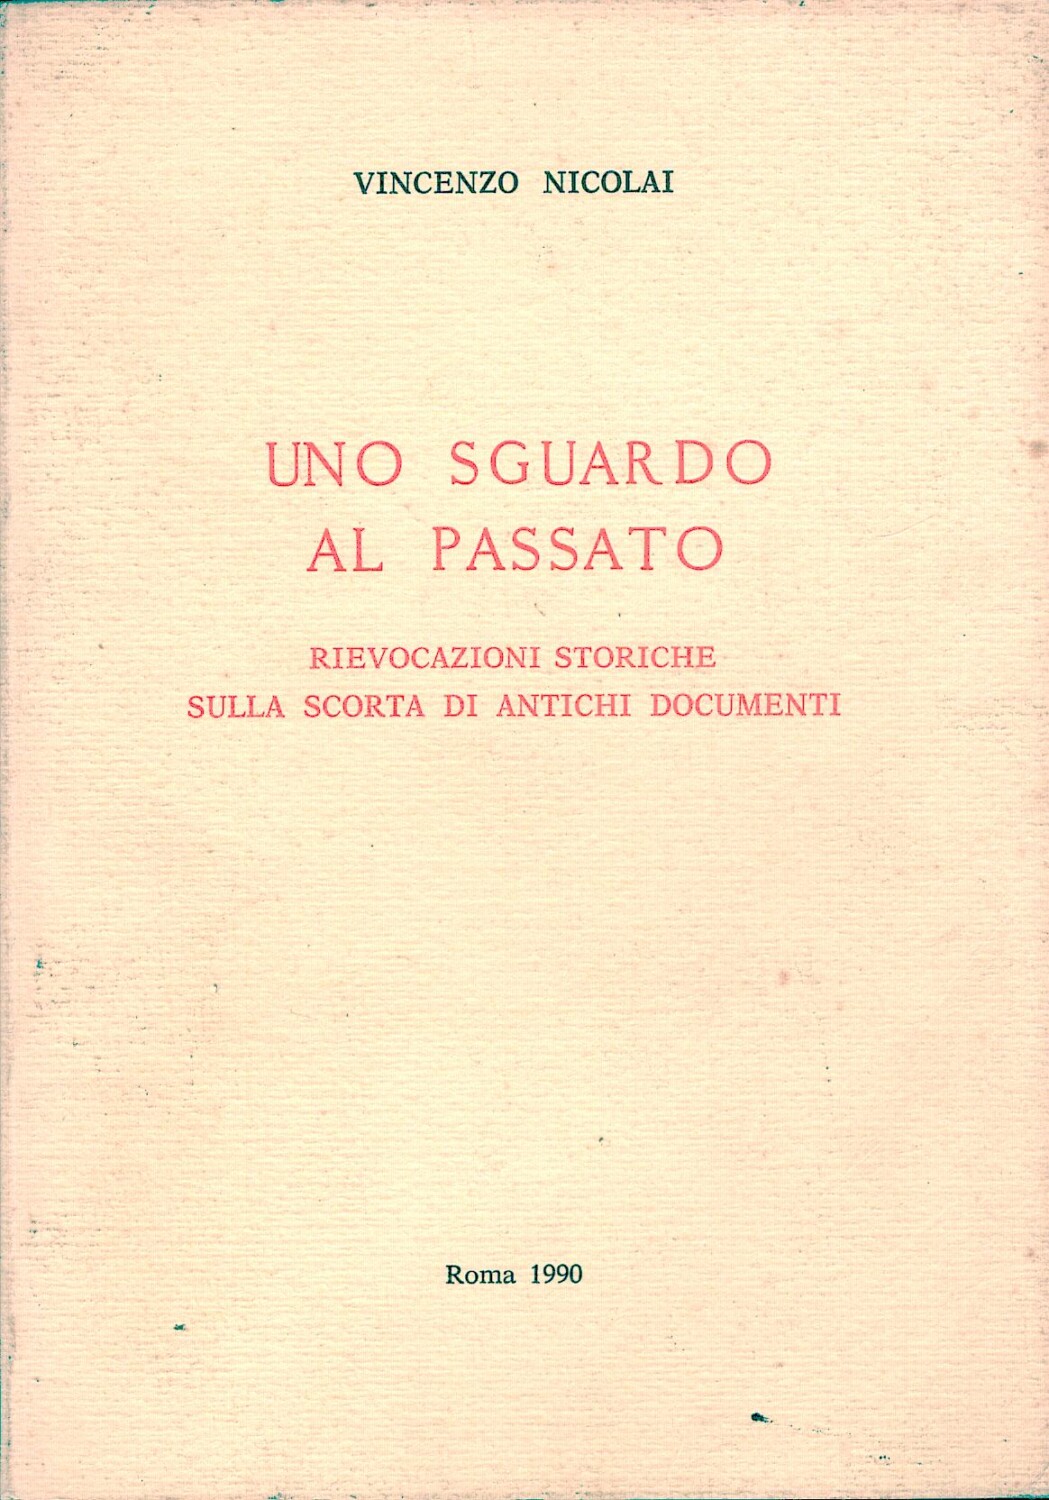 VINCENZO NICOLAI
UNO SGUARDO
AL PASSATO
RIEVOCAZIONI STORICHE
SULLA SCORTA DI ANTICHI DOCUMENTI
Roma 1990